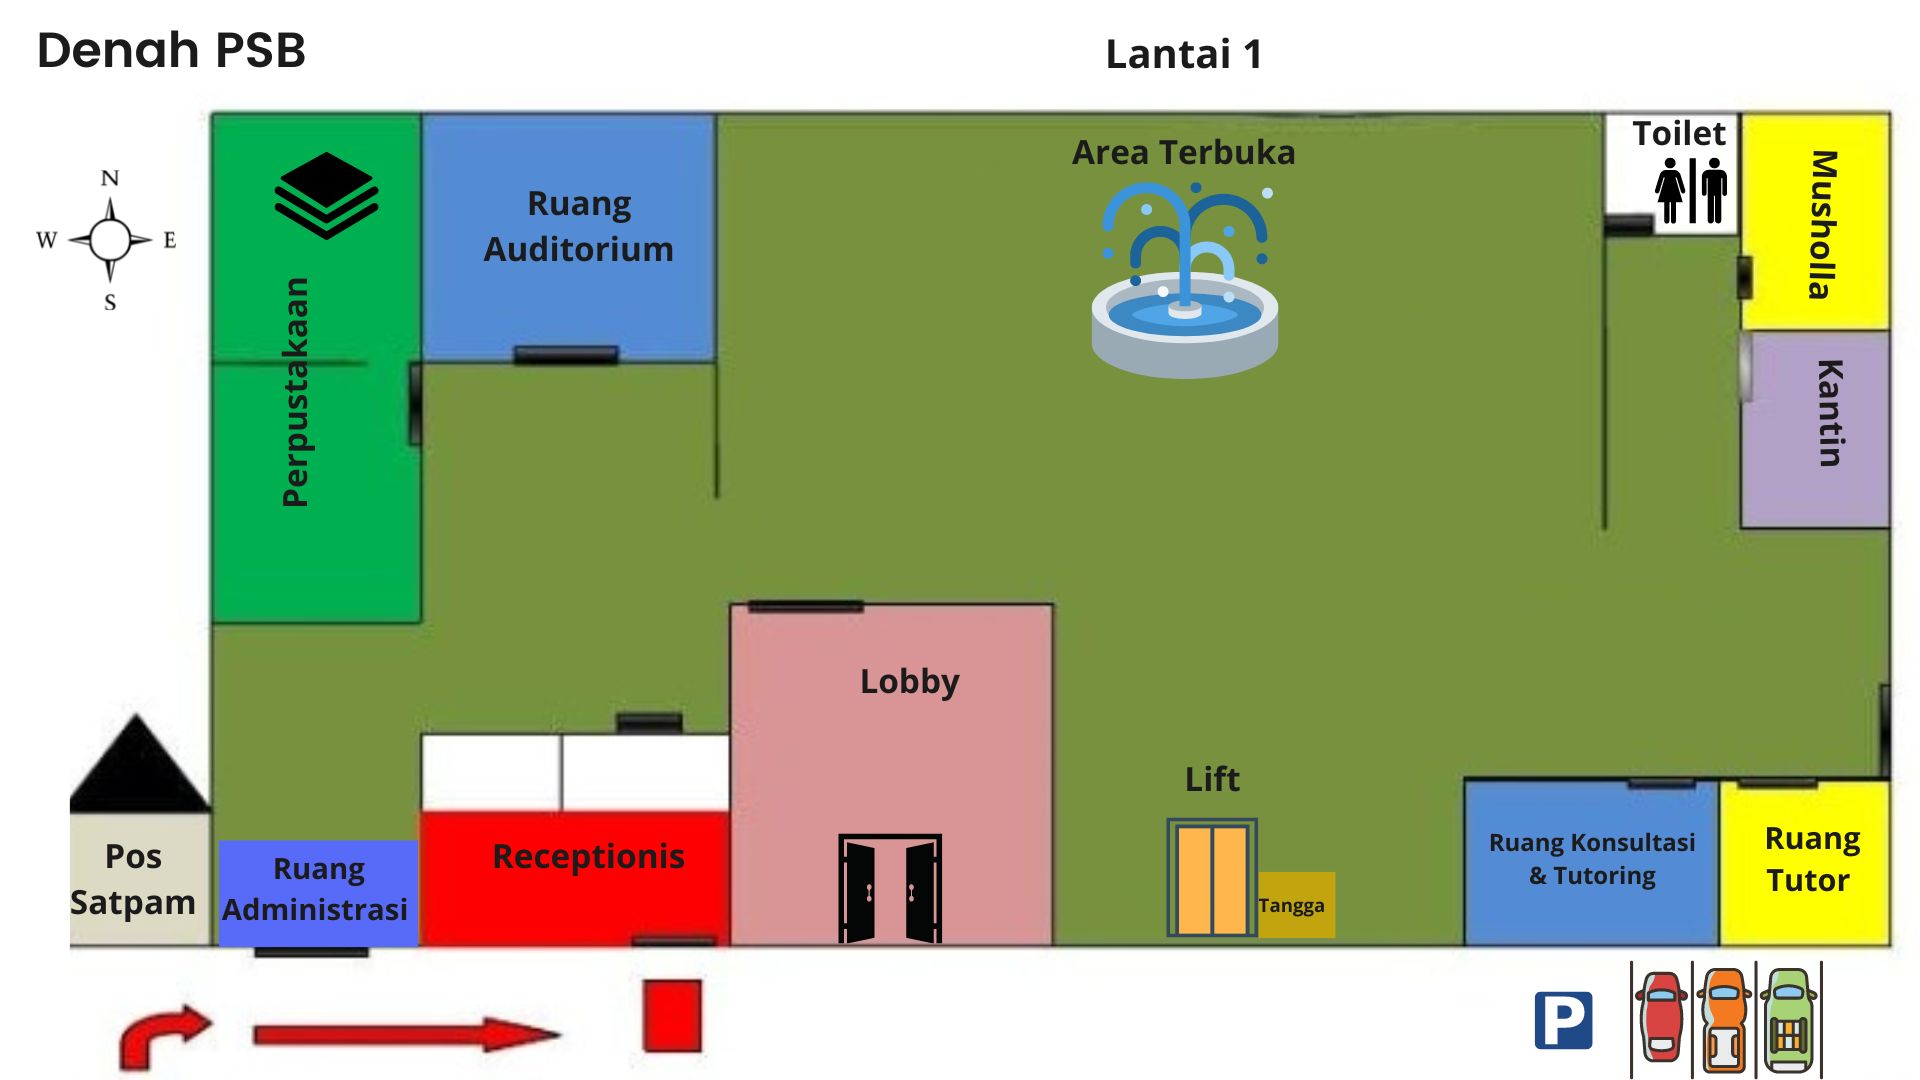 Denah PSB
Lantai 1
N
W
E
S
Perpustakaan
Ruang
Auditorium
Area Terbuka
Toilet
Musholla
Kantin
Lobby
Lift
Tangga
Pos
Satpam
Ruang
Administrasi
Receptionis
Ruang Konsultasi
& Tutoring
Ruang
Tutor
P